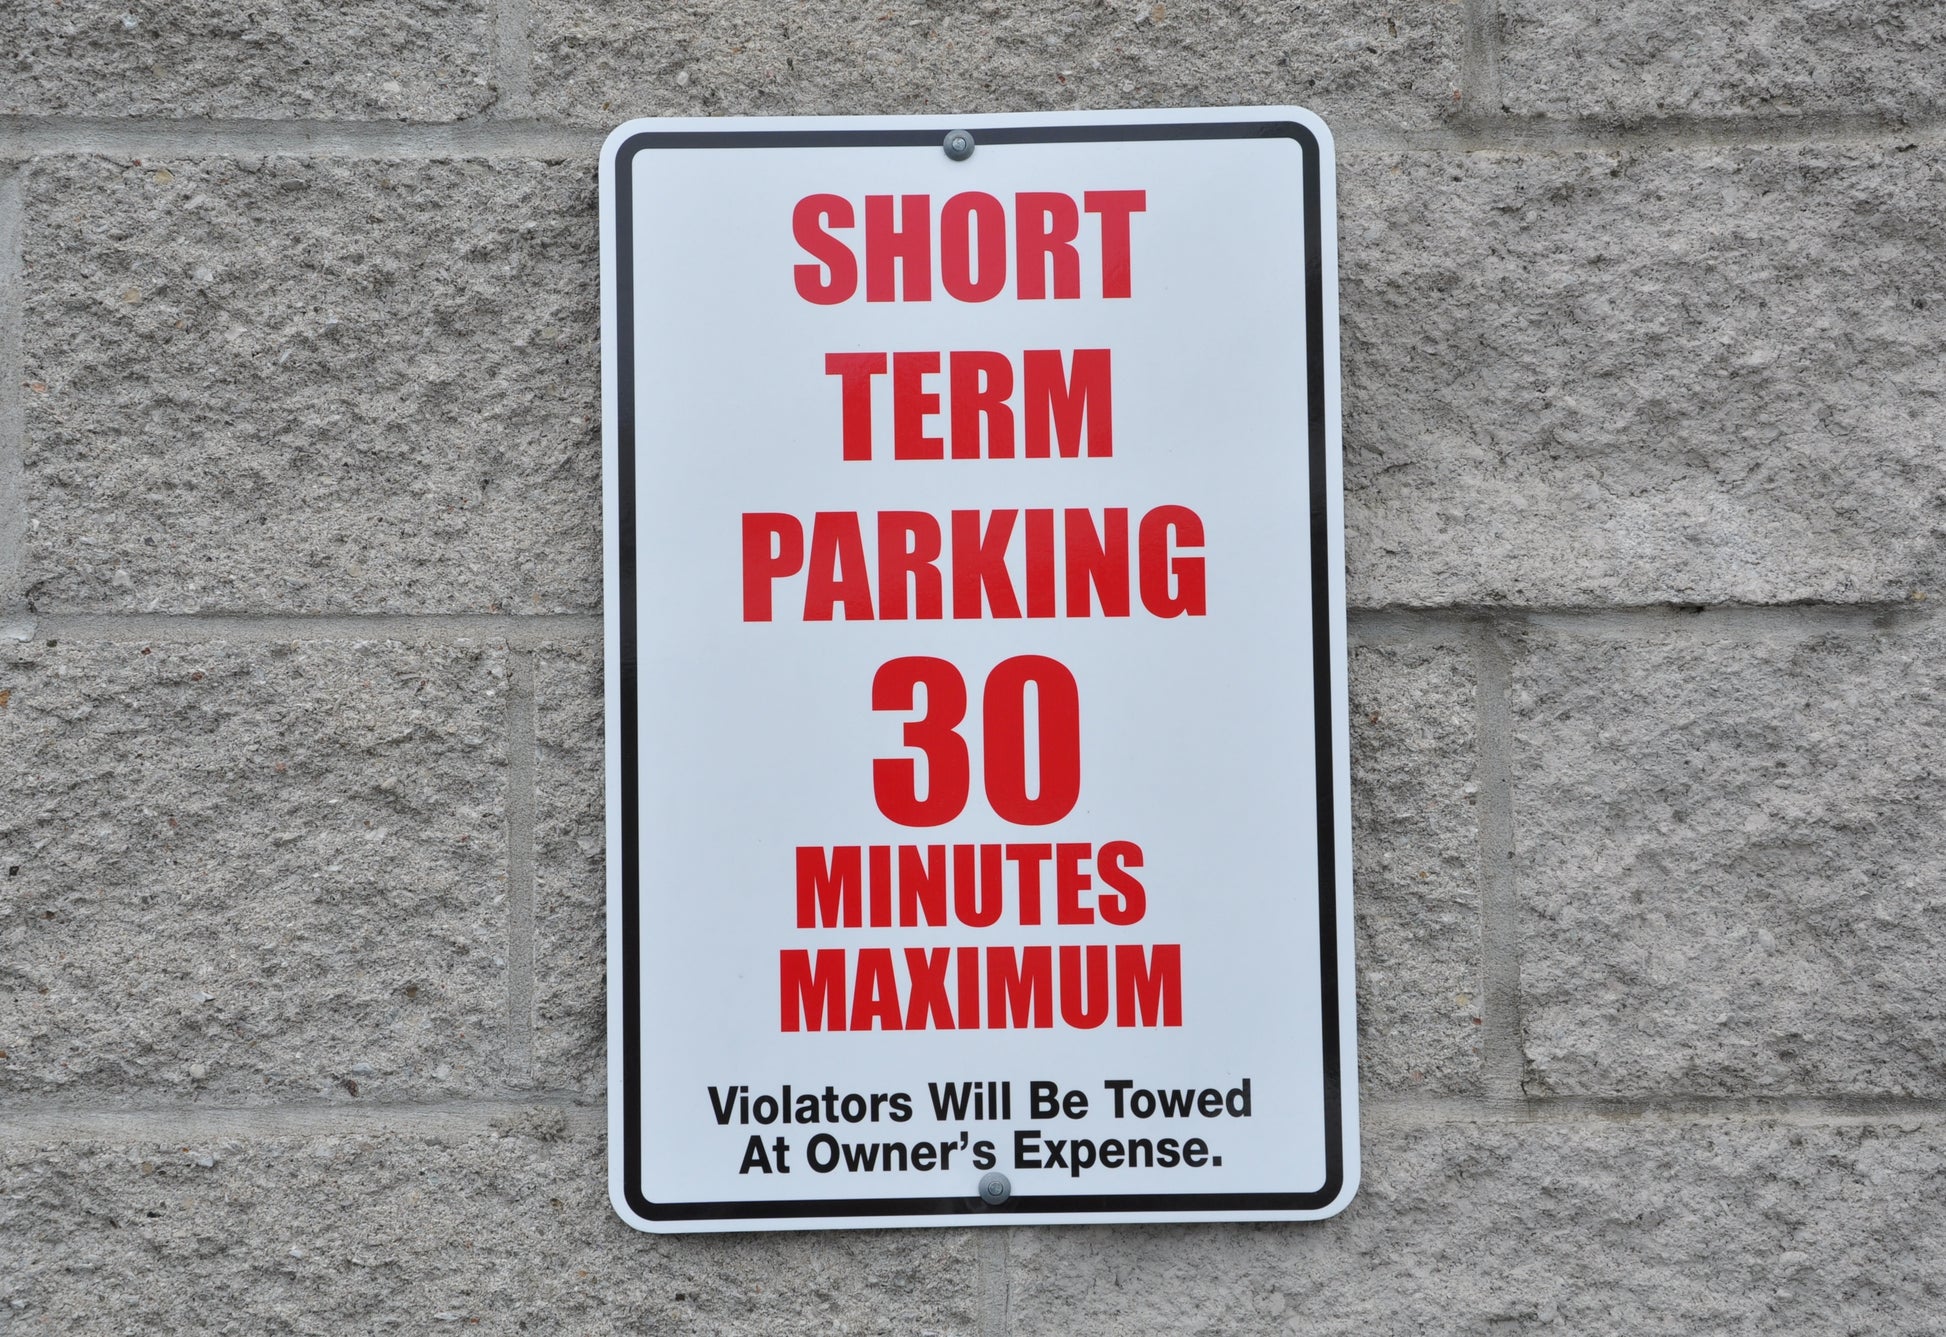 SHORT
TERM
PARKING
30
MINUTES
MAXIMUM
Violators Will Be Towed
At Owner’s Expense.